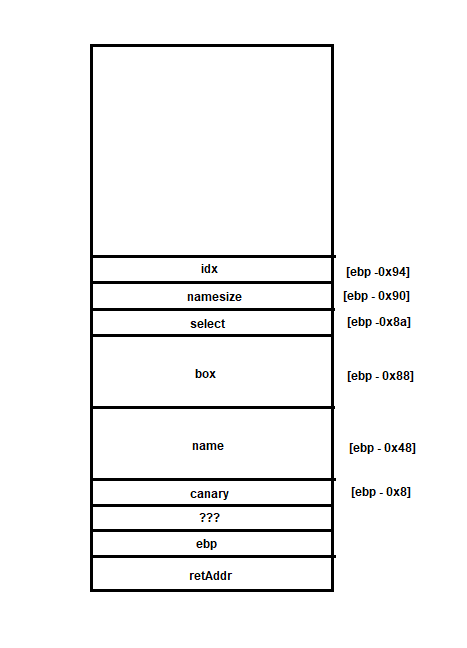 idx [ebp -0x94]
namesize [ebp - 0x90]
select [ebp -0x8a]
box [ebp - 0x88]
name [ebp - 0x48]
canary [ebp - 0x8]
???
ebp
retAddr